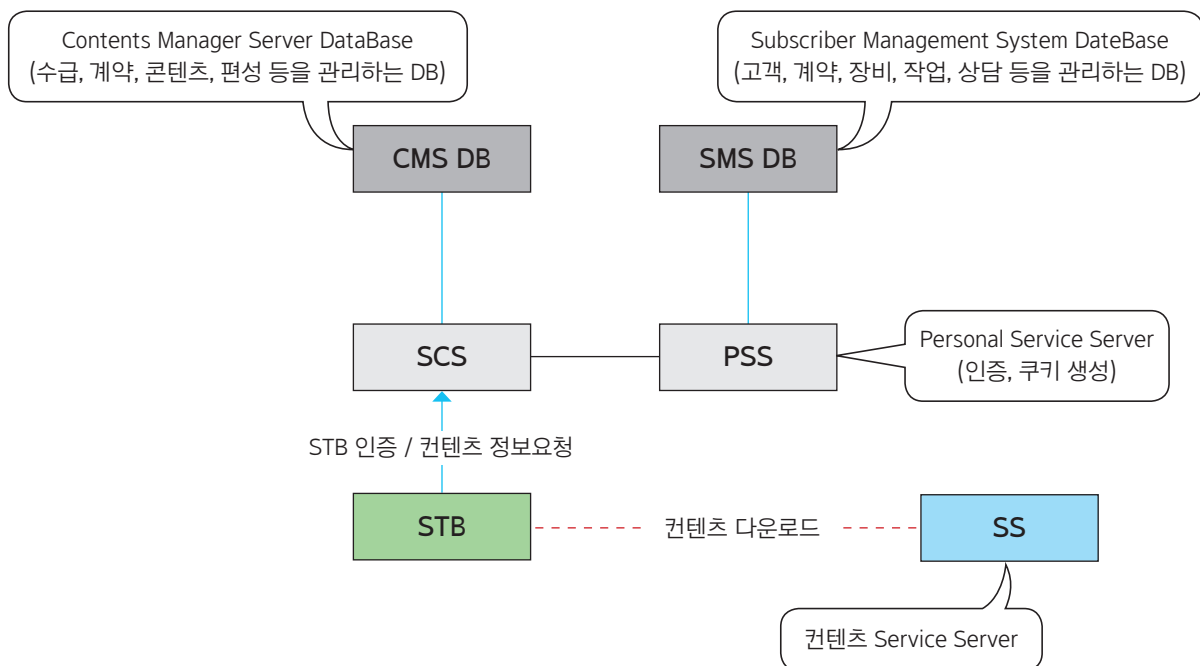 Contents Manager Server DataBase
(수급, 계약, 콘텐츠, 편성 등을 관리하는 DB)
Subscriber Management System DateBase
(고객, 계약, 장비, 작업, 상담 등을 관리하는 DB)
CMS DB
SMS DB
SCS
PSS
Personal Service Server
(인증, 쿠키 생성)
STB 인증 / 컨텐츠 정보요청
STB
컨텐츠 다운로드
SS
컨텐츠 Service Server